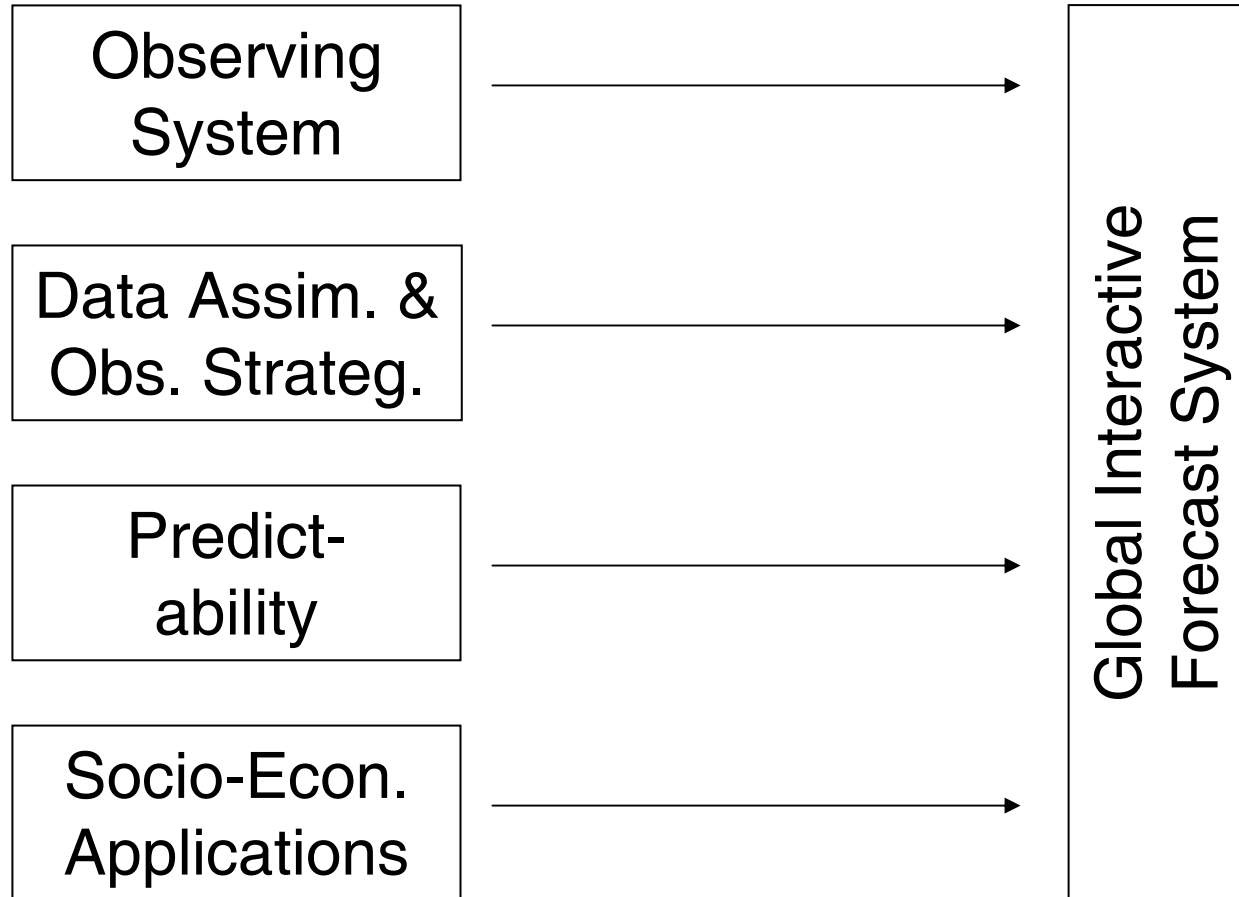 Observing
System
Data Assim. &
Obs. Strateg.
Predict-
ability
Socio-Econ.
Applications
Global Interactive
Forecast System